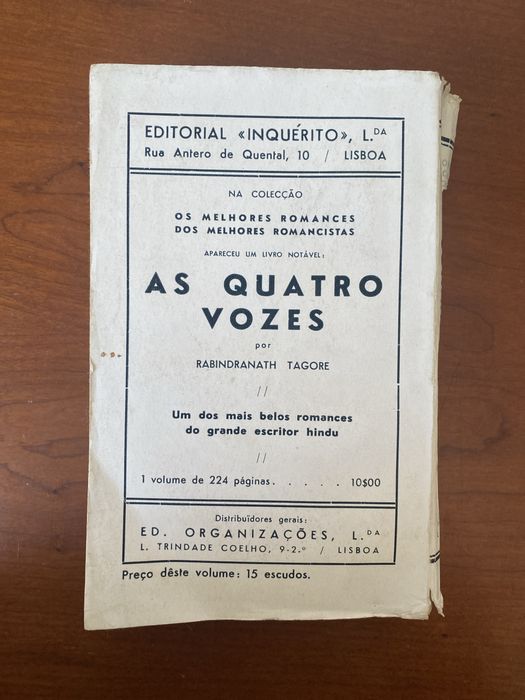 EDITORIAL «INQUÉRITO», L.DA
Rua Antero de Quental, 10 / LISBOA
NA COLECÇÃO
OS MELHORES ROMANCES
DOS MELHORES ROMANCISTAS
APARECEU UM LIVRO NOTÁVEL:
AS QUATRO
VOZES
por
RABINDRANATH TAGORE
//
Um dos mais belos romances
do grande escritor hindu
//
1 volume de 224 páginas. . . . . 10$00
Distribuïdores gerais:
ED. ORGANIZAÇÕES, L.DA
L. TRINDADE COELHO, 9-2.º / LISBOA
Preço dêste volume: 15 escudos.